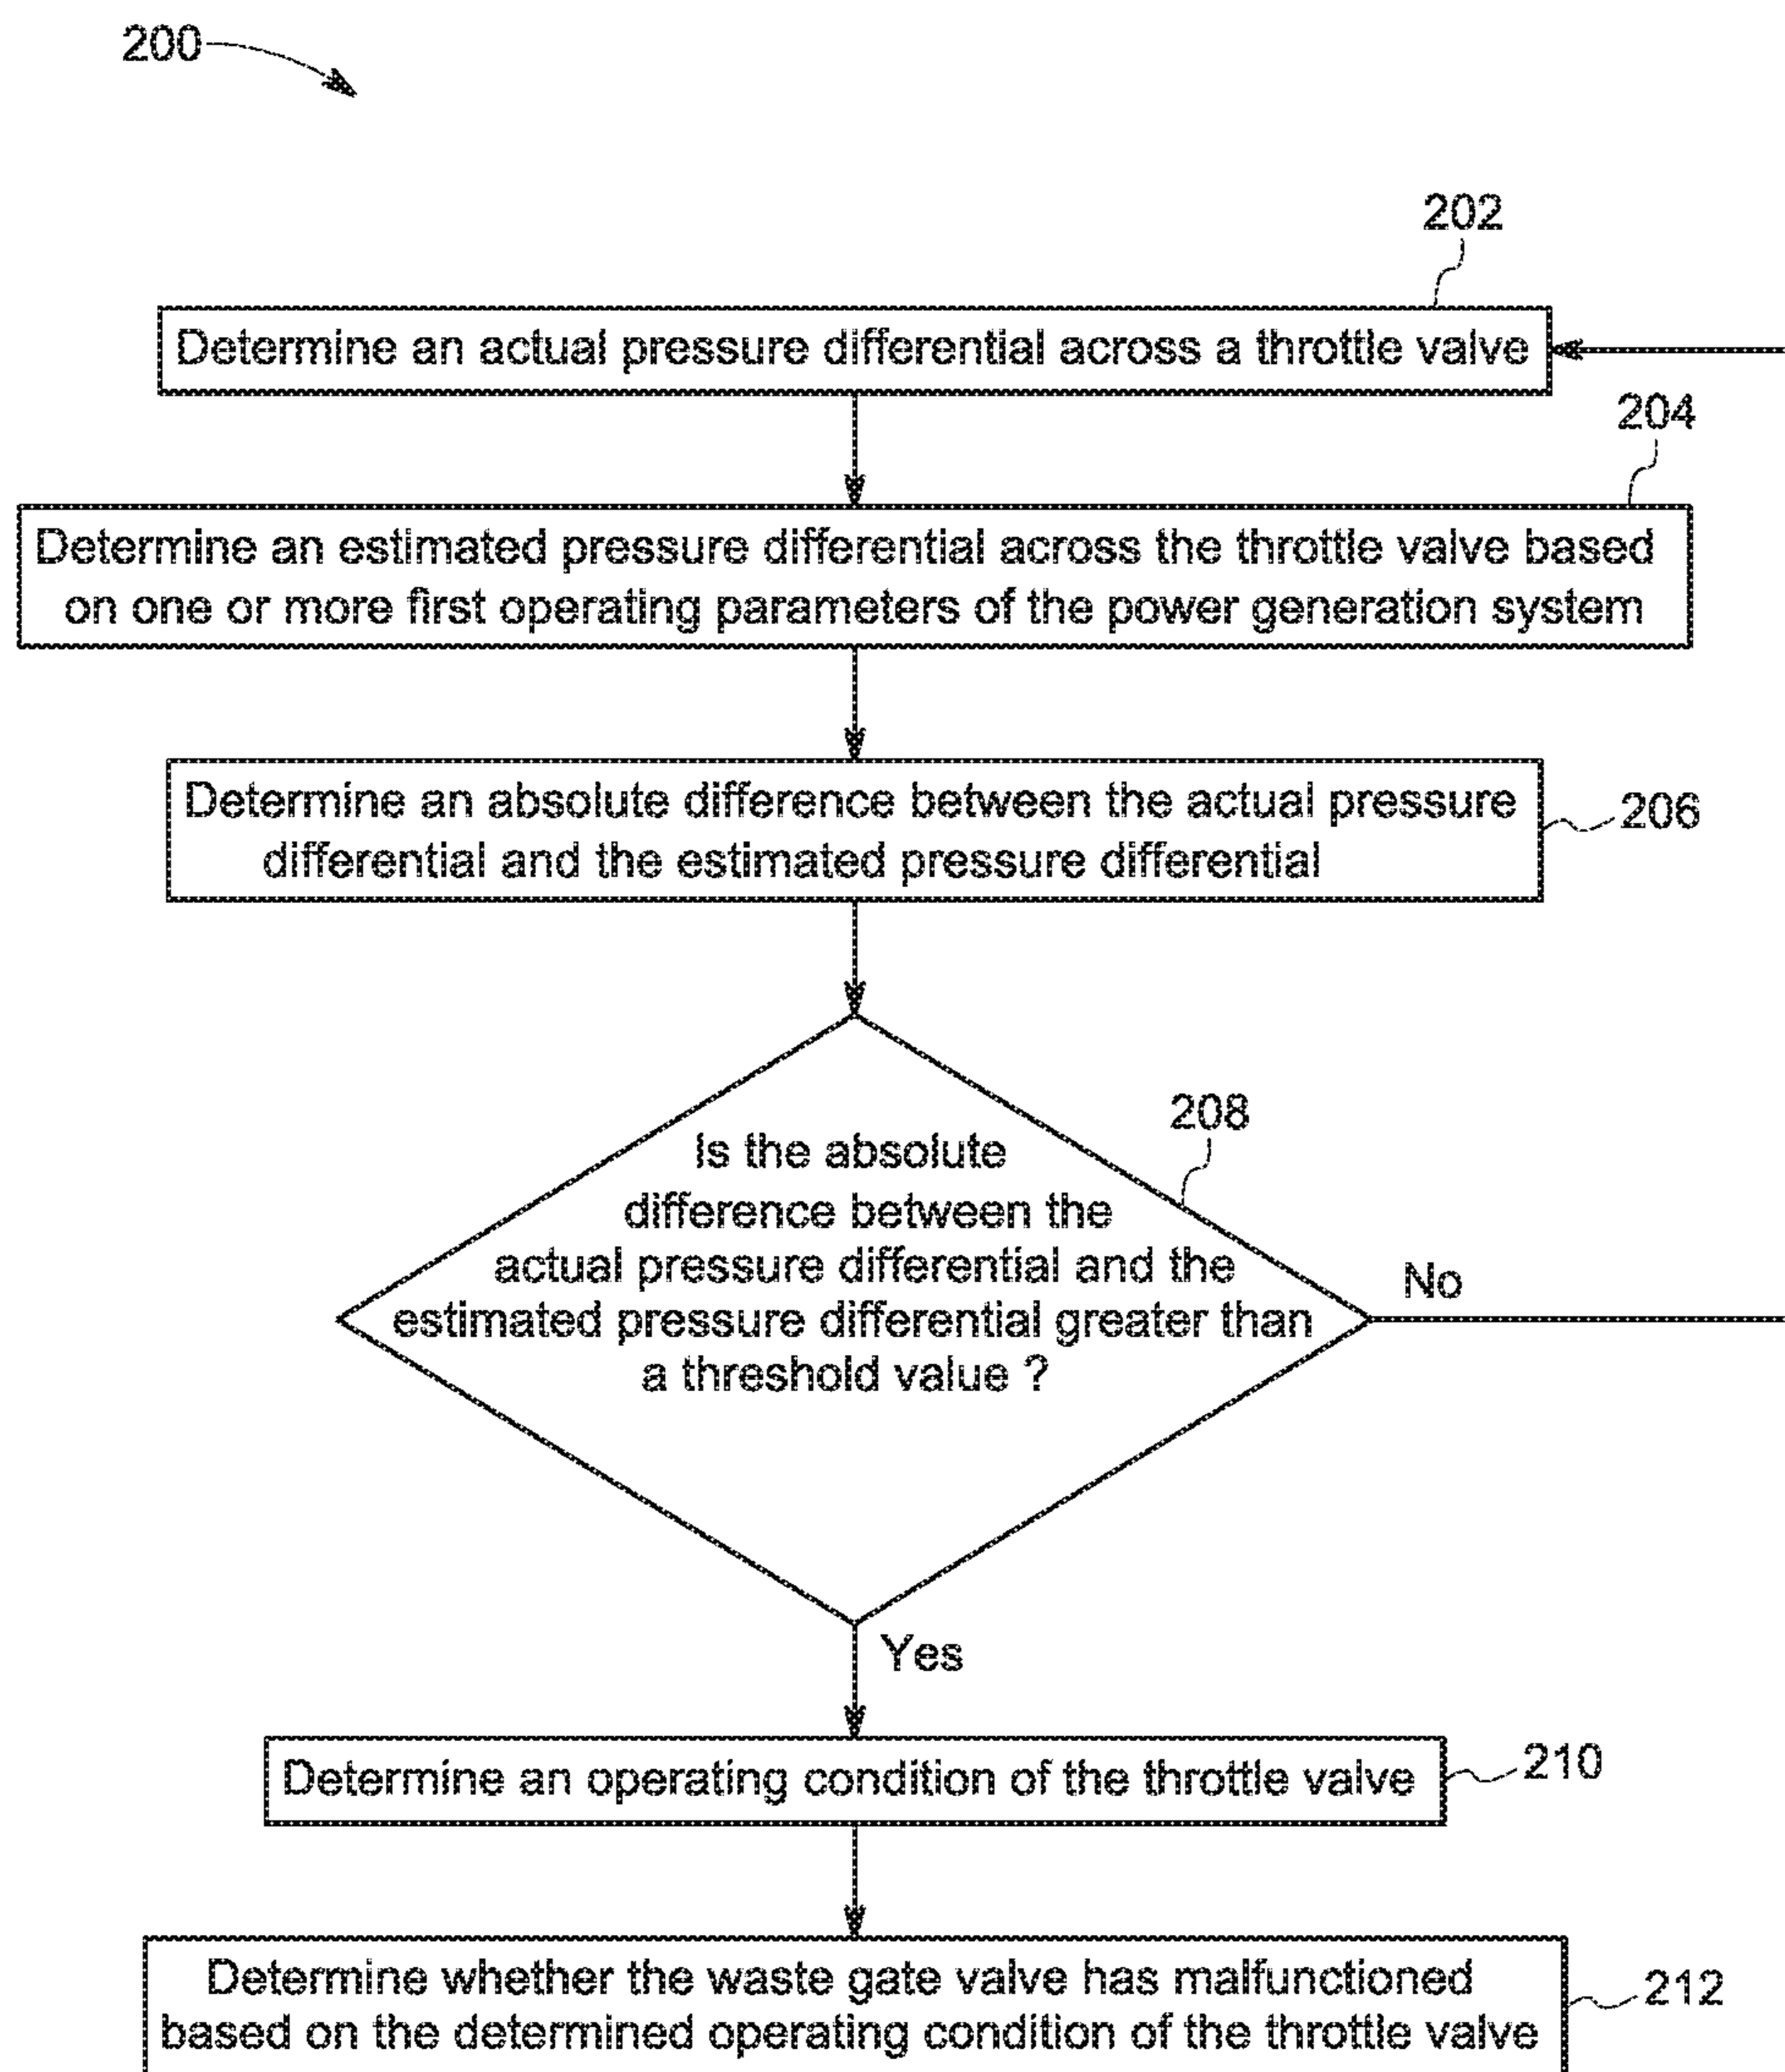 200
202
Determine an actual pressure differential across a throttle valve
204
Determine an estimated pressure differential across the throttle valve based
on one or more first operating parameters of the power generation system
Determine an absolute difference between the actual pressure
differential and the estimated pressure differential
206
208
Is the absolute
difference between the
actual pressure differential and the
estimated pressure differential greater than
a threshold value ?
No
Yes
Determine an operating condition of the throttle valve
210
Determine whether the waste gate valve has malfunctioned
based on the determined operating condition of the throttle valve
212